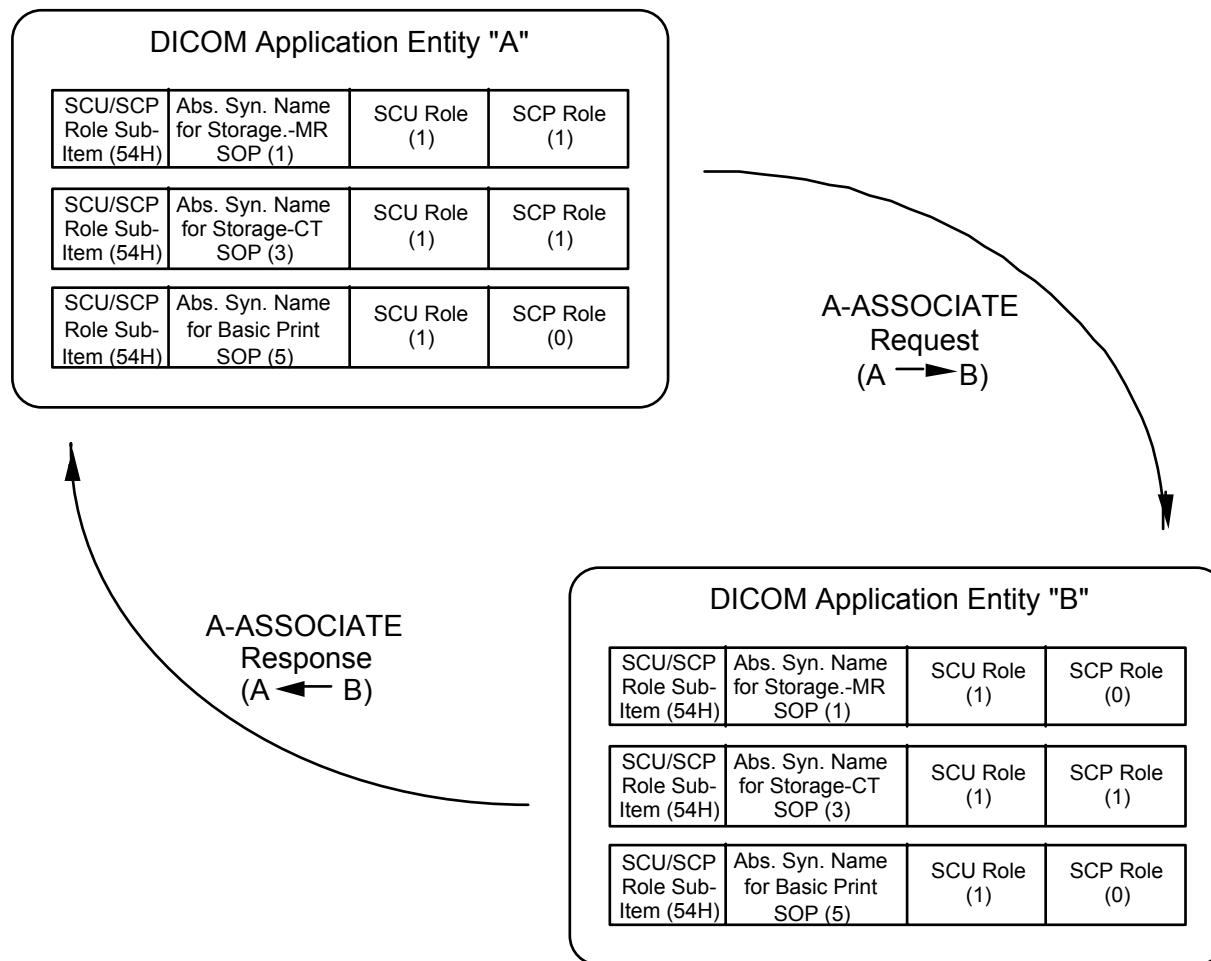 DICOM Application Entity "A"
SCU/SCP
Role Sub-
Item (54H)
Abs. Syn. Name
for Storage.-MR
SOP (1)
SCU Role
(1)
SCP Role
(1)
SCU/SCP
Role Sub-
Item (54H)
Abs. Syn. Name
for Storage-CT
SOP (3)
SCU Role
(1)
SCP Role
(1)
SCU/SCP
Role Sub-
Item (54H)
Abs. Syn. Name
for Basic Print
SOP (5)
SCU Role
(1)
SCP Role
(0)
A-ASSOCIATE
Request
(A B)
A-ASSOCIATE
Response
(A B)
DICOM Application Entity "B"
SCU/SCP
Role Sub-
Item (54H)
Abs. Syn. Name
for Storage.-MR
SOP (1)
SCU Role
(1)
SCP Role
(0)
SCU/SCP
Role Sub-
Item (54H)
Abs. Syn. Name
for Storage-CT
SOP (3)
SCU Role
(1)
SCP Role
(1)
SCU/SCP
Role Sub-
Item (54H)
Abs. Syn. Name
for Basic Print
SOP (5)
SCU Role
(1)
SCP Role
(0)